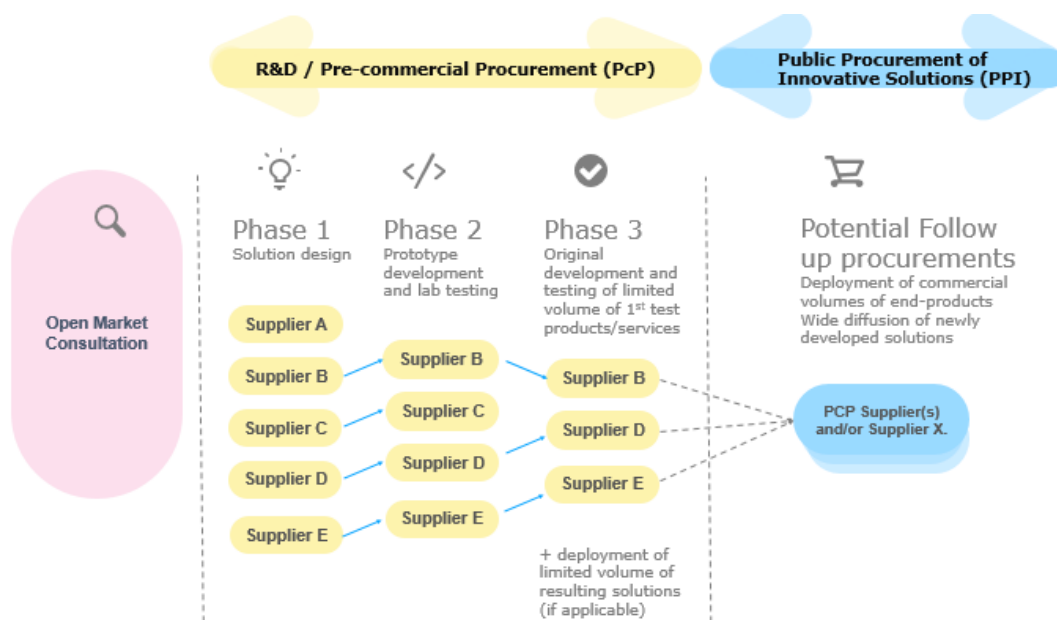 R&D / Pre-commercial Procurement (PcP)
Public Procurement of
Innovative Solutions (PPI)
Open Market
Consultation
Phase 1
Solution design
Supplier A
Supplier B
Supplier C
Supplier D
Supplier E
</>
Phase 2
Prototype
development
and lab testing
Supplier B
Supplier C
Supplier D
Supplier E
Phase 3
Original
development and
testing of limited
volume of 1st test
products/services
Supplier B
Supplier D
Supplier E
+ deployment of
limited volume of
resulting solutions
(if applicable)
Potential Follow
up procurements
Deployment of commercial
volumes of end-products
Wide diffusion of newly
developed solutions
PCP Supplier(s)
and/or Supplier X.